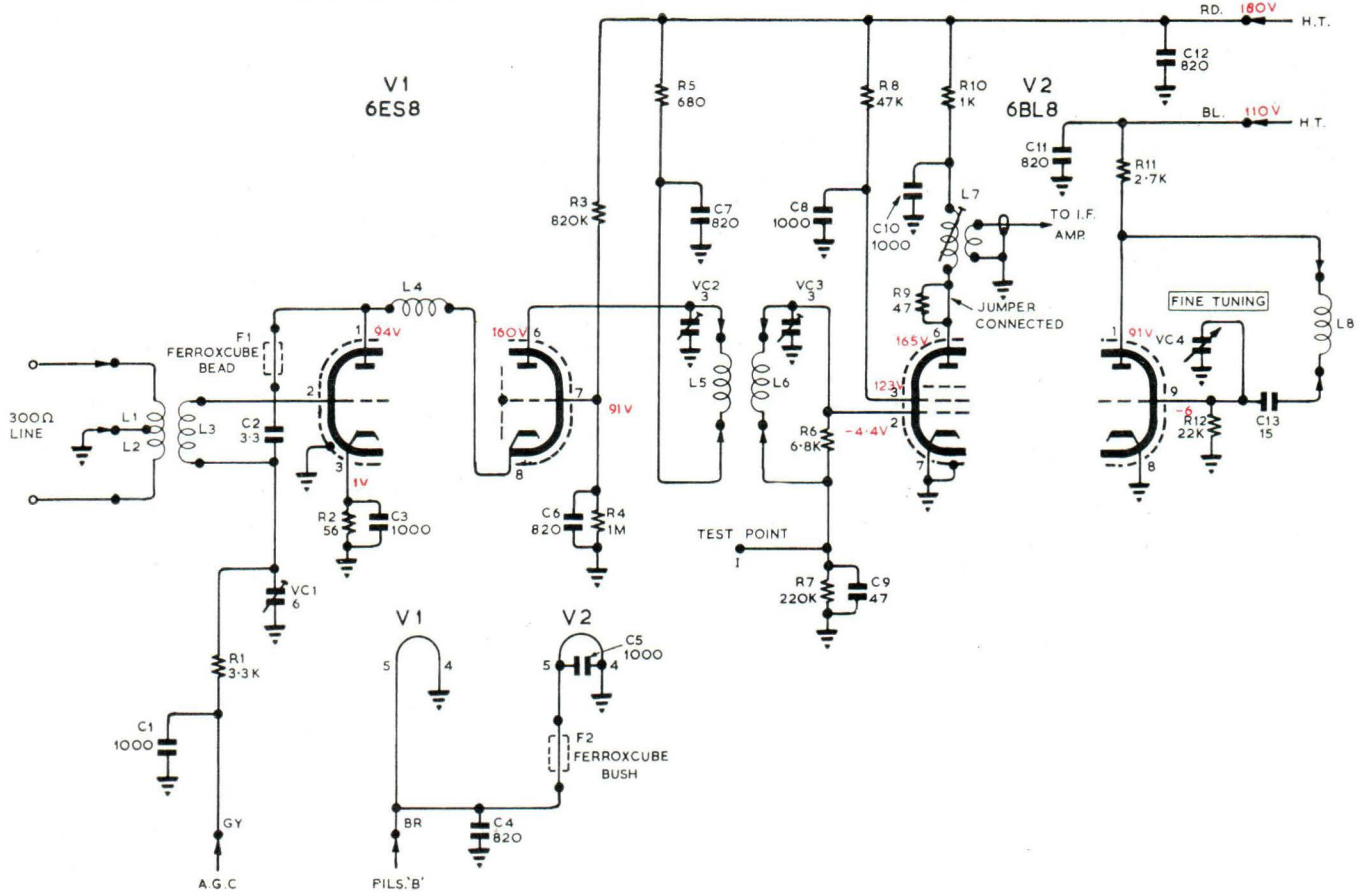 RD. 180V
H.T.
C12
820
V1
6ES8
R5
680
R8
47K
R10
1K
V2
6BL8
BL. 110V
H.T.
C11
820
R11
2·7K
R3
820K
C7
820
C8
1000
C10
1000
L7
TO I.F.
AMP.
L4
VC2
3
VC3
3
R9
47
JUMPER
CONNECTED
FINE TUNING
L8
F1
FERROXCUBE
BEAD
1
94V
160V
6
6
165V
1
91V
VC4
300Ω
LINE
L1
L2
L3
2
C2
3·3
7
91V
L5
L6
123V
3
2
-4·4V
R6
6·8K
9
-6
R12
22K
C13
15
3
1V
8
7
8
R2
56
C3
1000
C6
820
R4
1M
TEST POINT
I
R7
220K
C9
47
VC1
6
V1
V2
R1
3·3K
5
4
5
4
C5
1000
C1
1000
F2
FERROXCUBE
BUSH
GY
BR
C4
820
A.G.C
PILS.'B'